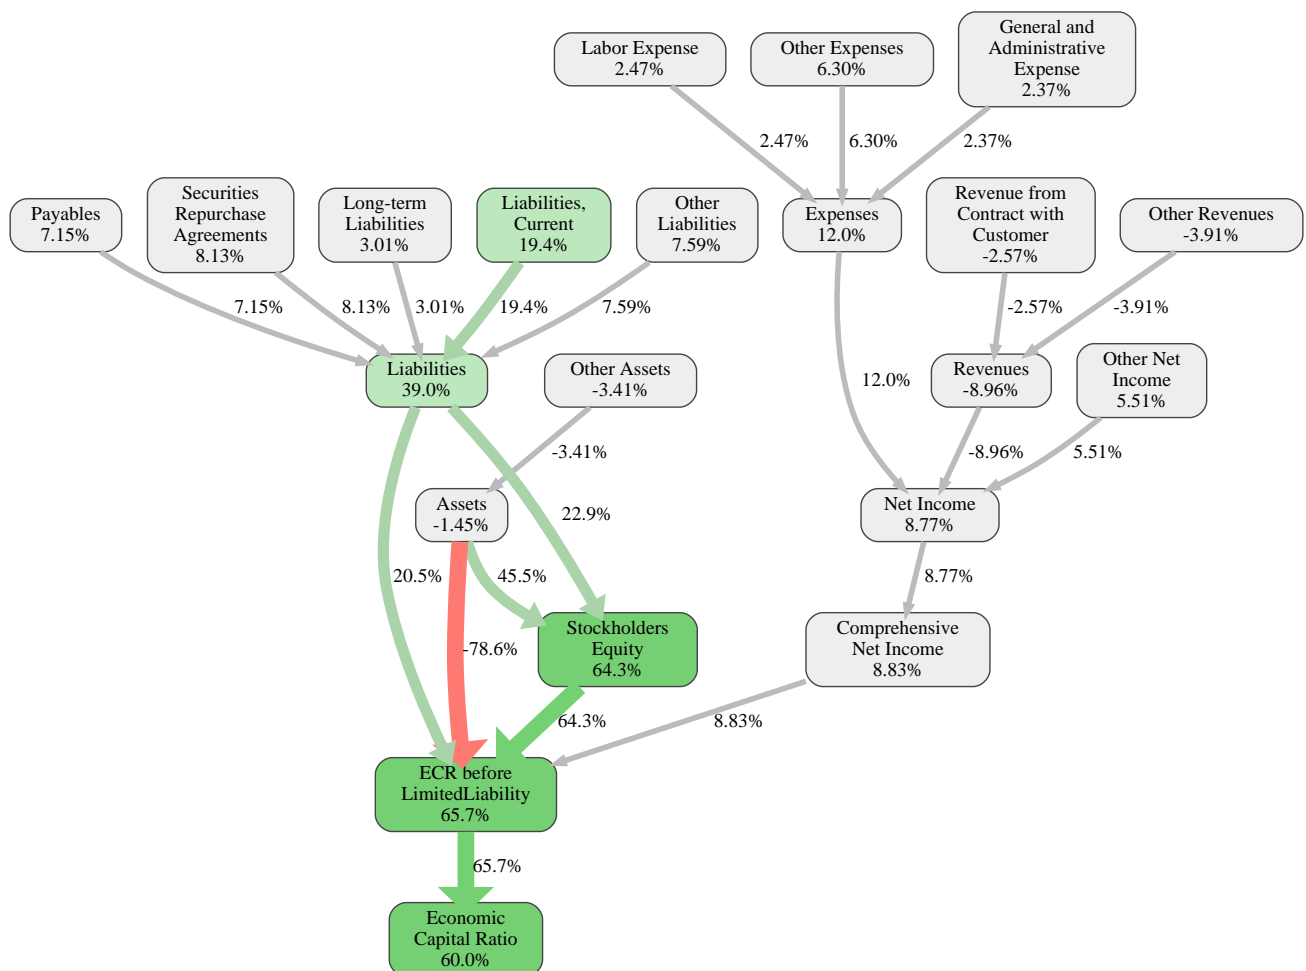 General and
Administrative
Expense
2.37%
Labor Expense
2.47%
Other Expenses
6.30%
2.47%
6.30%
2.37%
Payables
7.15%
Securities
Repurchase
Agreements
8.13%
Long-term
Liabilities
3.01%
Liabilities,
Current
19.4%
Other
Liabilities
7.59%
Expenses
12.0%
Revenue from
Contract with
Customer
-2.57%
Other Revenues
-3.91%
7.15%
8.13%
3.01%
19.4%
7.59%
-2.57%
-3.91%
Liabilities
39.0%
Other Assets
-3.41%
12.0%
Revenues
-8.96%
Other Net
Income
5.51%
-3.41%
-8.96%
5.51%
Assets
-1.45%
22.9%
Net Income
8.77%
20.5%
45.5%
8.77%
-78.6%
Stockholders
Equity
64.3%
Comprehensive
Net Income
8.83%
64.3%
8.83%
ECR before
LimitedLiability
65.7%
65.7%
Economic
Capital Ratio
60.0%